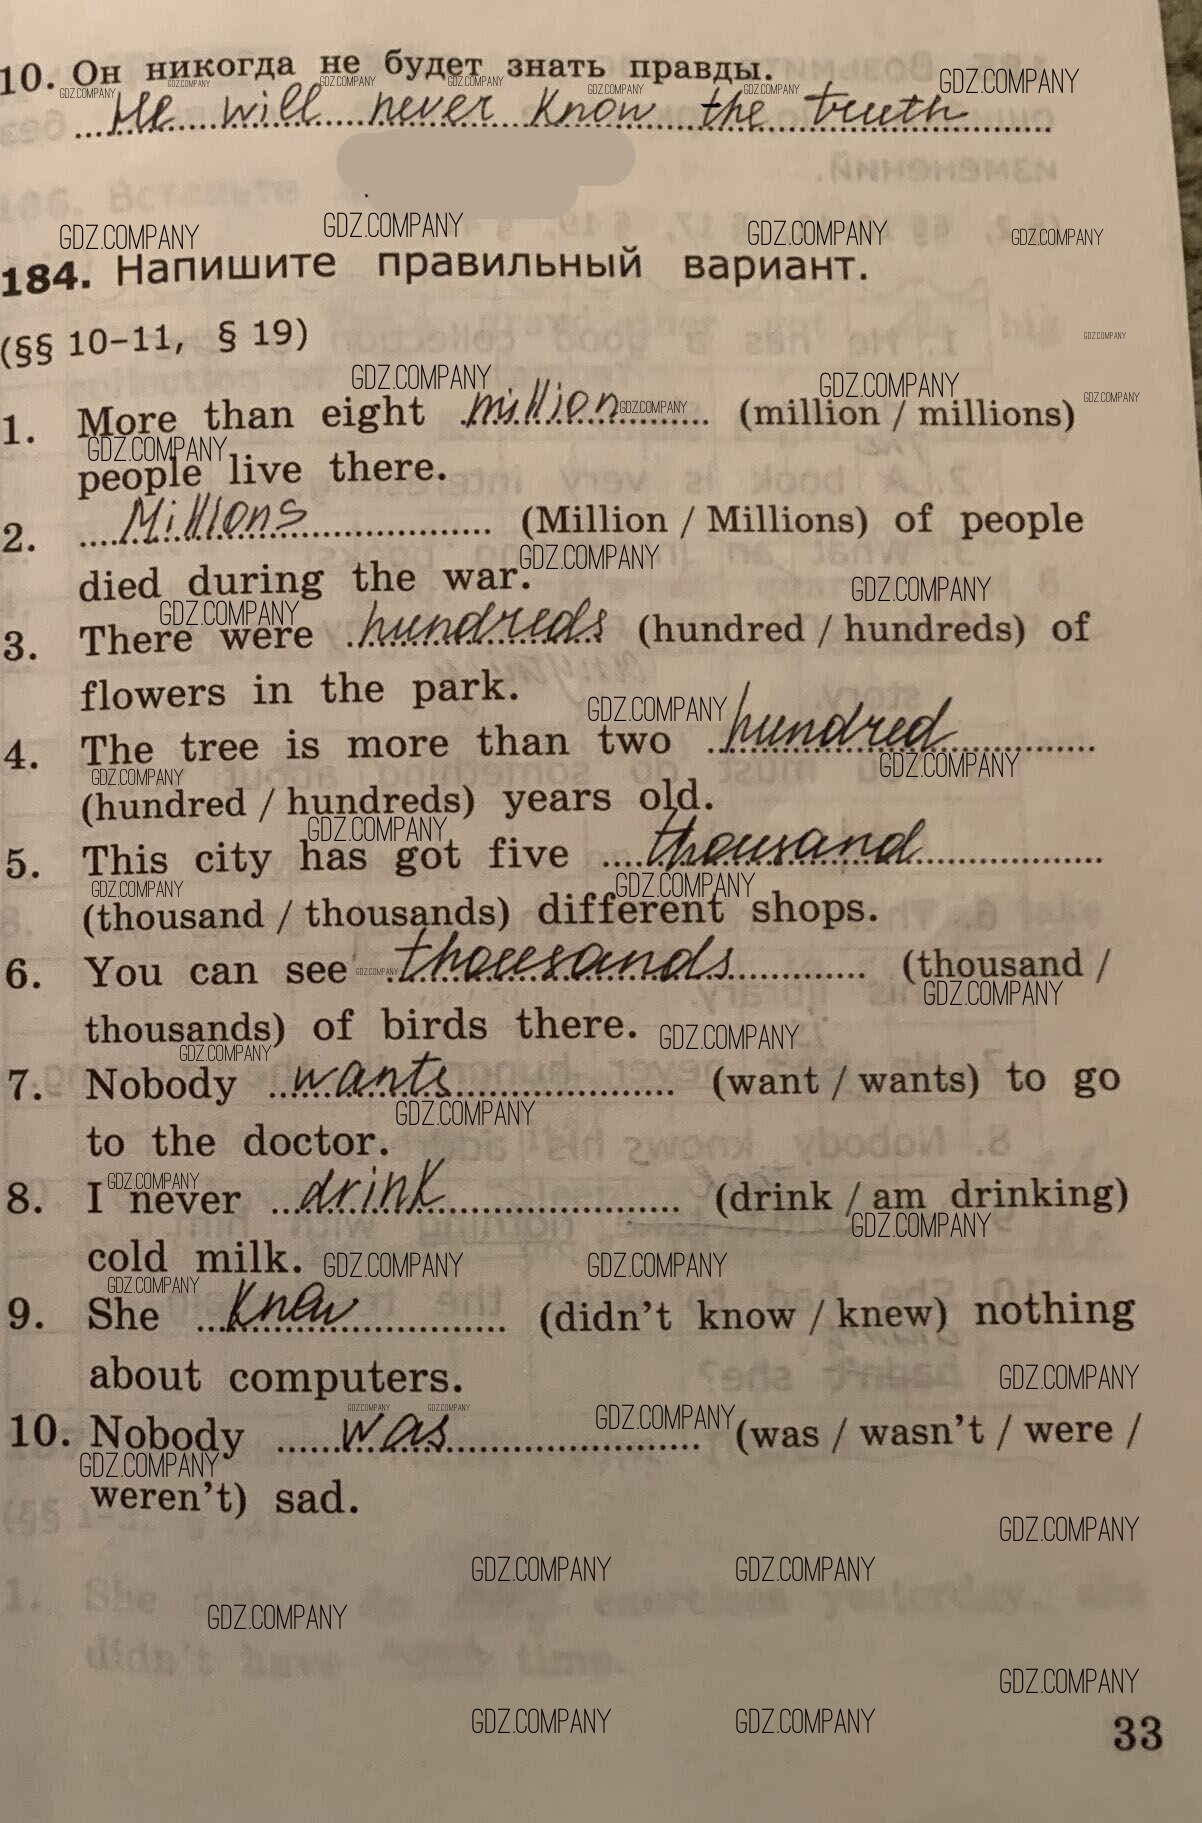 10. Он никогда не будет знать правды.
He will never know the truth
184. Напишите правильный вариант.
(§§ 10–11, § 19)
1. More than eight million (million / millions)
people live there.
2. Millions (Million / Millions) of people
died during the war.
3. There were hundreds (hundred / hundreds) of
flowers in the park.
4. The tree is more than two hundred
(hundred / hundreds) years old.
5. This city has got five thousand
(thousand / thousands) different shops.
6. You can see thousands (thousand /
thousands) of birds there.
7. Nobody wants (want / wants) to go
to the doctor.
8. I never drink (drink / am drinking)
cold milk.
9. She knew (didn't know / knew) nothing
about computers.
10. Nobody was (was / wasn't / were /
weren't) sad.
GDZ.COMPANY
33